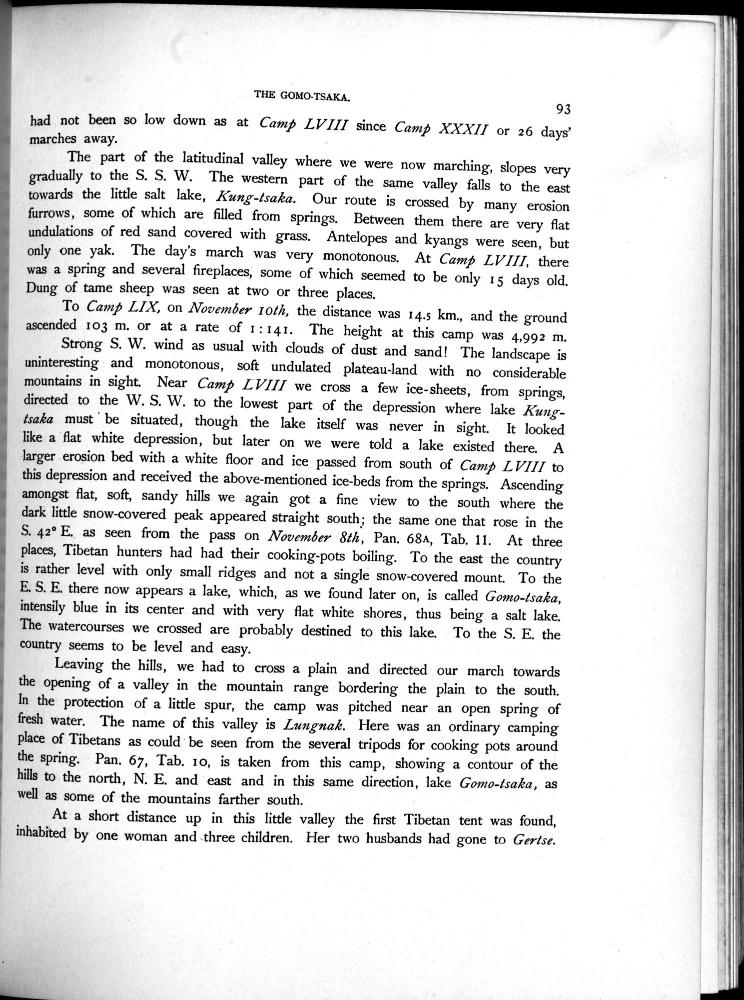 THE GOMO-TSAKA.
93
had not been so low down as at Camp LVIII since Camp XXXII or 26 days'
marches away.
The part of the latitudinal valley where we were now marching, slopes very
gradually to the S. S. W. The western part of the same valley falls to the east
towards the little salt lake, Kung-tsaka. Our route is crossed by many erosion
furrows, some of which are filled from springs. Between them there are very flat
undulations of red sand covered with grass. Antelopes and kyangs were seen, but
only one yak. The day's march was very monotonous. At Camp LVIII, there
was a spring and several fireplaces, some of which seemed to be only 15 days old.
Dung of tame sheep was seen at two or three places.
To Camp LIX, on November 10th, the distance was 14.5 km., and the ground
ascended 103 m. or at a rate of 1 : 141. The height at this camp was 4,992 m.
Strong S. W. wind as usual with clouds of dust and sand! The landscape is
uninteresting and monotonous, soft undulated plateau-land with no considerable
mountains in sight. Near Camp LVIII we cross a few ice-sheets, from springs,
directed to the W. S. W. to the lowest part of the depression where lake Kung-
tsaka must be situated, though the lake itself was never in sight. It looked
like a flat white depression, but later on we were told a lake existed there. A
larger erosion bed with a white floor and ice passed from south of Camp LVIII to
this depression and received the above-mentioned ice-beds from the springs. Ascending
amongst flat, soft, sandy hills we again got a fine view to the south where the
dark little snow-covered peak appeared straight south; the same one that rose in the
S. 42° E. as seen from the pass on November 8th, Pan. 68A, Tab. 11. At three
places, Tibetan hunters had had their cooking-pots boiling. To the east the country
is rather level with only small ridges and not a single snow-covered mount. To the
E. S. E. there now appears a lake, which, as we found later on, is called Gomo-tsaka,
intensily blue in its center and with very flat white shores, thus being a salt lake.
The watercourses we crossed are probably destined to this lake. To the S. E. the
country seems to be level and easy.
Leaving the hills, we had to cross a plain and directed our march towards
the opening of a valley in the mountain range bordering the plain to the south.
In the protection of a little spur, the camp was pitched near an open spring of
fresh water. The name of this valley is Lungnak. Here was an ordinary camping
place of Tibetans as could be seen from the several tripods for cooking pots around
the spring. Pan. 67, Tab. 10, is taken from this camp, showing a contour of the
hills to the north, N. E. and east and in this same direction, lake Gomo-tsaka, as
well as some of the mountains farther south.
At a short distance up in this little valley the first Tibetan tent was found,
inhabited by one woman and three children. Her two husbands had gone to Gertse.